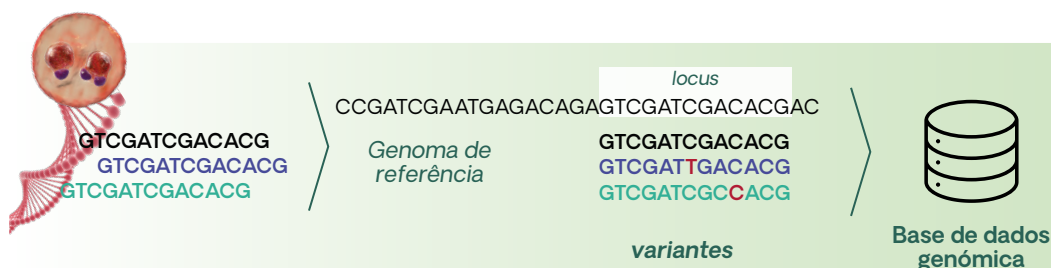 locus
CCGATCGAATGAGACAGAGTCGATCGACACGAC
GTCGATCGACACG
GTCGATCGACACG
GTCGATCGACACG
Genoma de
referência
GTCGATCGACACG
GTCGATTGACACG
GTCGATCGCCACG
variantes
Base de dados
genómica